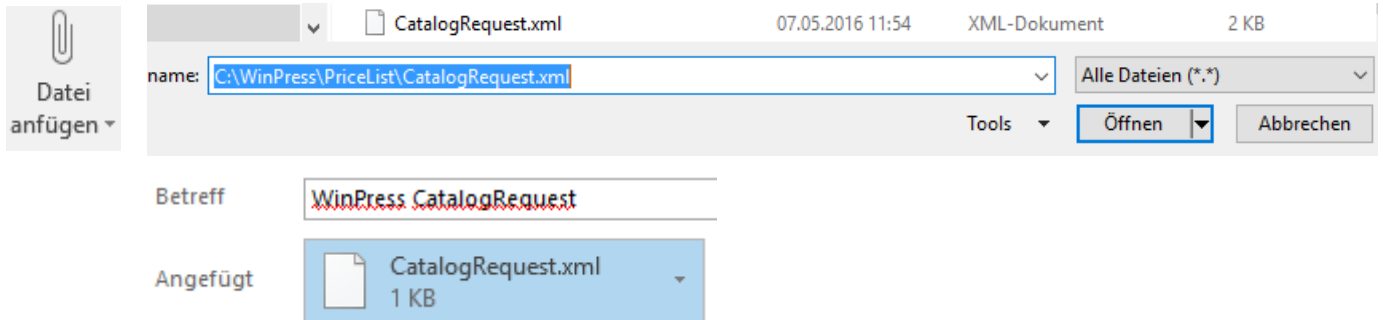 Datei
anfügen
CatalogRequest.xml 07.05.2016 11:54 XML-Dokument 2 KB
name: C:\WinPress\PriceList\CatalogRequest.xml Alle Dateien (*.*)
Tools Öffnen Abbrechen
Betreff WinPress CatalogRequest
Angefügt CatalogRequest.xml
1 KB